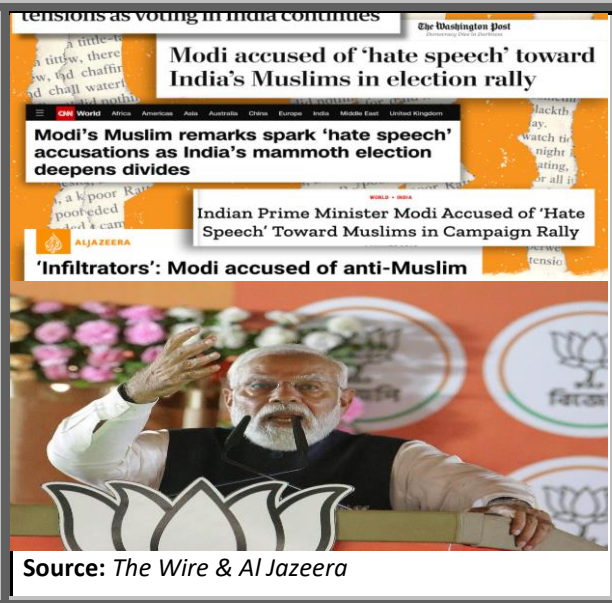 tensions as voting in India continues
The Washington Post
Democracy Dies in Darkness
Modi accused of ‘hate speech’ toward
India’s Muslims in election rally
CNN World Africa Americas Asia Australia China Europe India Middle East United Kingdom
Modi’s Muslim remarks spark ‘hate speech’
accusations as India’s mammoth election
deepens divides
WORLD • INDIA
Indian Prime Minister Modi Accused of ‘Hate
Speech’ Toward Muslims in Campaign Rally
ALJAZEERA
‘Infiltrators’: Modi accused of anti-Muslim
Source: The Wire & Al Jazeera